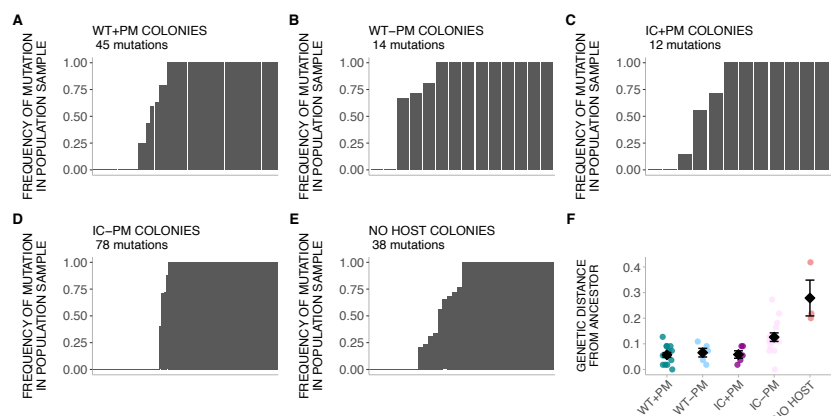 A
WT+PM COLONIES
45 mutations
FREQUENCY OF MUTATION
IN POPULATION SAMPLE
1.00
0.75
0.50
0.25
0.00
B
WT−PM COLONIES
14 mutations
FREQUENCY OF MUTATION
IN POPULATION SAMPLE
1.00
0.75
0.50
0.25
0.00
C
IC+PM COLONIES
12 mutations
FREQUENCY OF MUTATION
IN POPULATION SAMPLE
1.00
0.75
0.50
0.25
0.00
D
IC−PM COLONIES
78 mutations
FREQUENCY OF MUTATION
IN POPULATION SAMPLE
1.00
0.75
0.50
0.25
0.00
E
NO HOST COLONIES
38 mutations
FREQUENCY OF MUTATION
IN POPULATION SAMPLE
1.00
0.75
0.50
0.25
0.00
F
GENETIC DISTANCE
FROM ANCESTOR
0.4
0.3
0.2
0.1
0.0
WT+PM
WT−PM
IC+PM
IC−PM
NO HOST